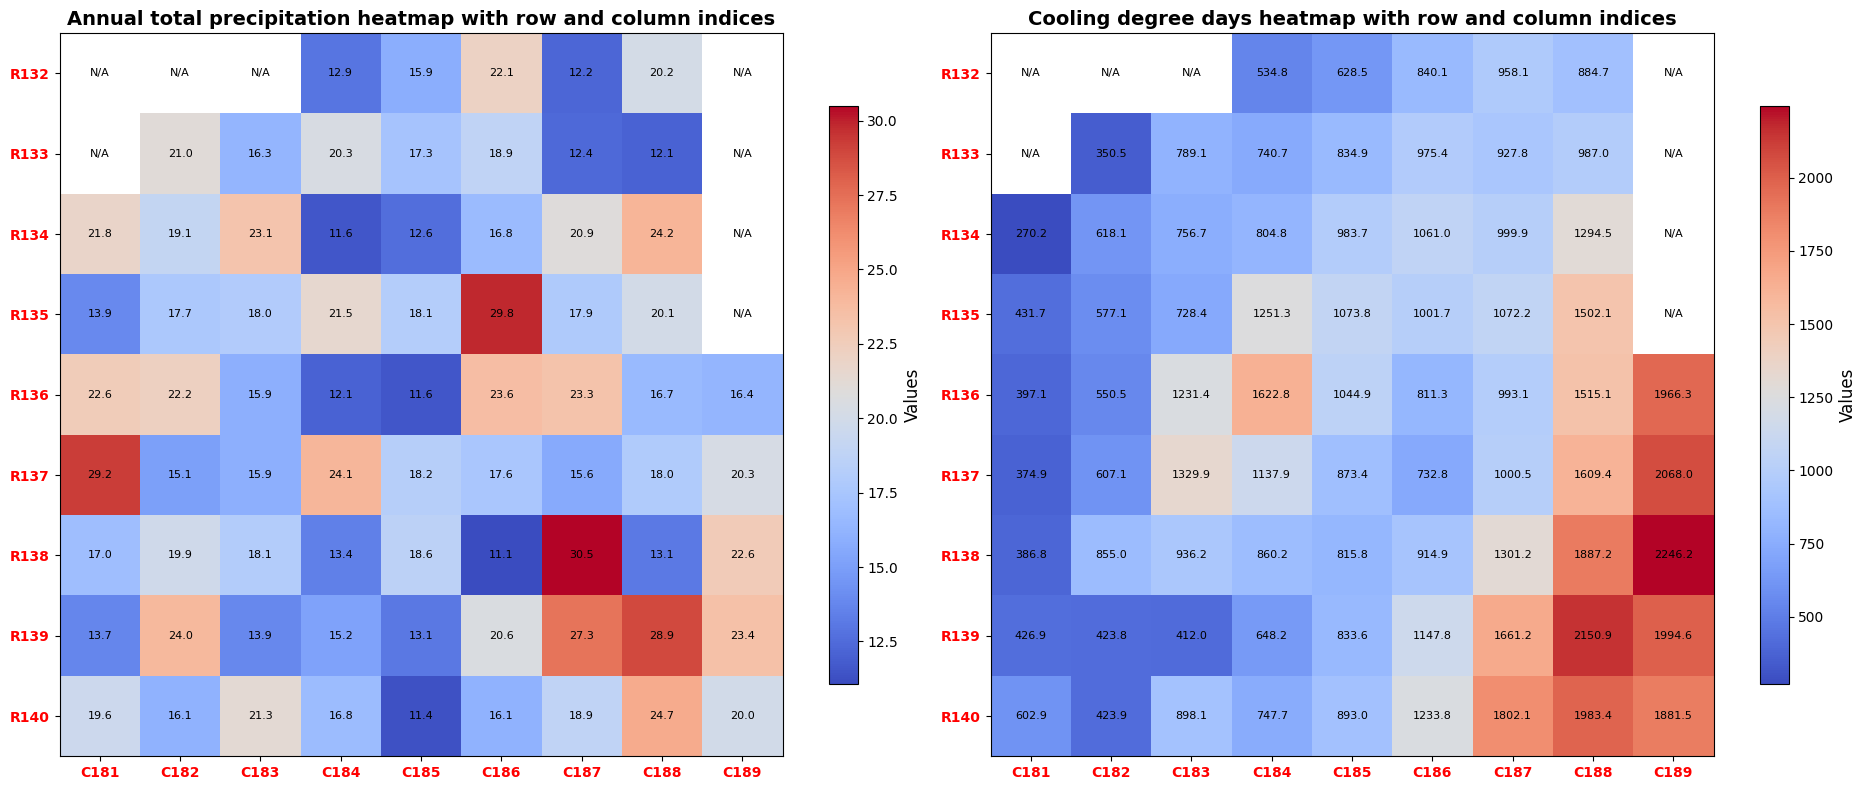 Annual total precipitation heatmap with row and column indices
R132 N/A N/A N/A 12.9 15.9 22.1 12.2 20.2 N/A
R133 N/A 21.0 16.3 20.3 17.3 18.9 12.4 12.1 N/A
R134 21.8 19.1 23.1 11.6 12.6 16.8 20.9 24.2 N/A
R135 13.9 17.7 18.0 21.5 18.1 29.8 17.9 20.1 N/A
R136 22.6 22.2 15.9 12.1 11.6 23.6 23.3 16.7 16.4
R137 29.2 15.1 15.9 24.1 18.2 17.6 15.6 18.0 20.3
R138 17.0 19.9 18.1 13.4 18.6 11.1 30.5 13.1 22.6
R139 13.7 24.0 13.9 15.2 13.1 20.6 27.3 28.9 23.4
R140 19.6 16.1 21.3 16.8 11.4 16.1 18.9 24.7 20.0
C181 C182 C183 C184 C185 C186 C187 C188 C189
30.0
27.5
25.0
22.5
20.0
17.5
15.0
12.5
Values
Cooling degree days heatmap with row and column indices
R132 N/A N/A N/A 534.8 628.5 840.1 958.1 884.7 N/A
R133 N/A 350.5 789.1 740.7 834.9 975.4 927.8 987.0 N/A
R134 270.2 618.1 756.7 804.8 983.7 1061.0 999.9 1294.5 N/A
R135 431.7 577.1 728.4 1251.3 1073.8 1001.7 1072.2 1502.1 N/A
R136 397.1 550.5 1231.4 1622.8 1044.9 811.3 993.1 1515.1 1966.3
R137 374.9 607.1 1329.9 1137.9 873.4 732.8 1000.5 1609.4 2068.0
R138 386.8 855.0 936.2 860.2 815.8 914.9 1301.2 1887.2 2246.2
R139 426.9 423.8 412.0 648.2 833.6 1147.8 1661.2 2150.9 1994.6
R140 602.9 423.9 898.1 747.7 893.0 1233.8 1802.1 1983.4 1881.5
C181 C182 C183 C184 C185 C186 C187 C188 C189
2000
1750
1500
1250
1000
750
500
Values